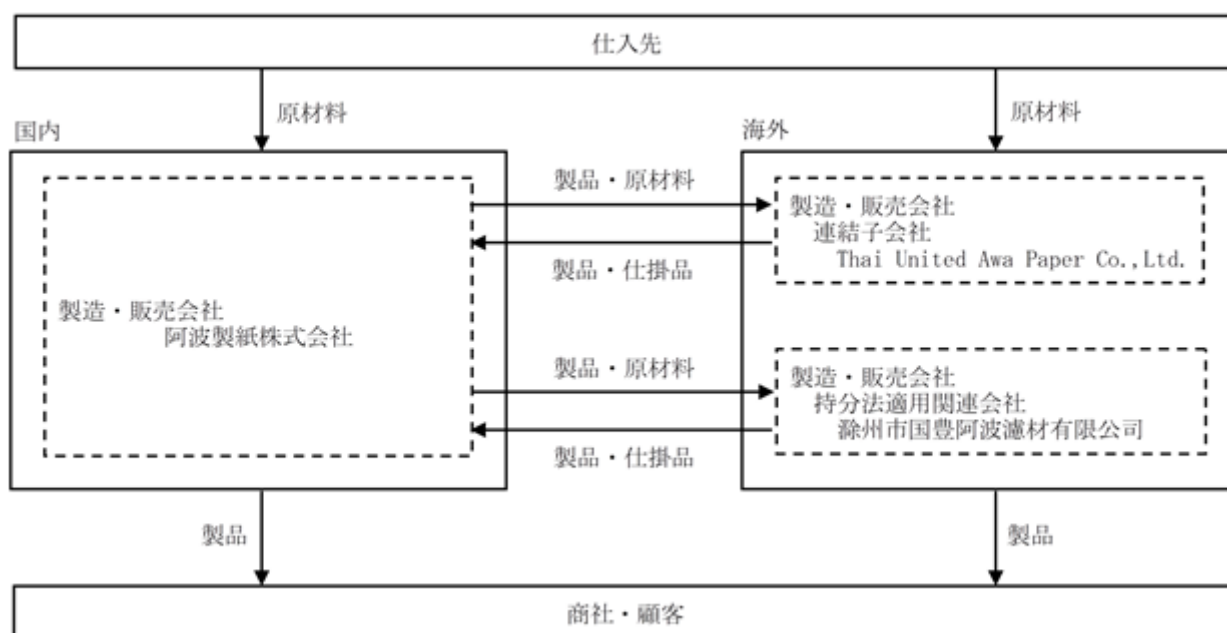 仕入先
原材料
原材料
国内
海外
製造・販売会社
阿波製紙株式会社
製品・原材料
製品・仕掛品
製品・原材料
製品・仕掛品
製造・販売会社
連結子会社
Thai United Awa Paper Co.,Ltd.
製造・販売会社
持分法適用関連会社
滁州市国豊阿波濾材有限公司
製品
製品
商社・顧客